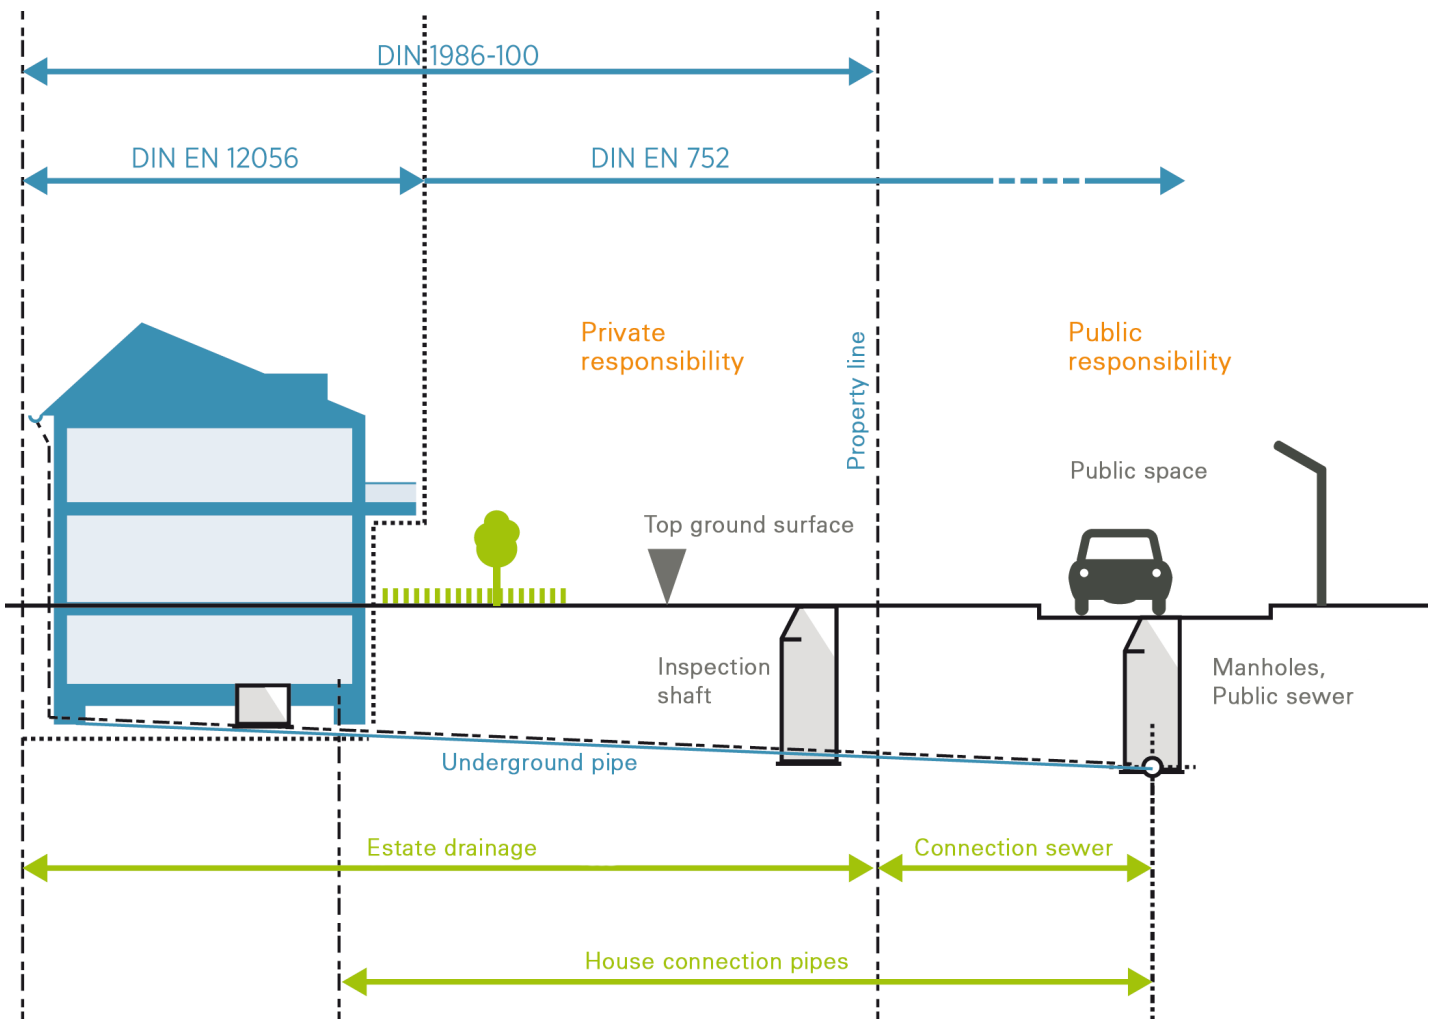 DIN 1986-100
DIN EN 12056
DIN EN 752
Private
responsibility
Property line
Public
responsibility
Public space
Top ground surface
Inspection
shaft
Manholes,
Public sewer
Underground pipe
Estate drainage
Connection sewer
House connection pipes